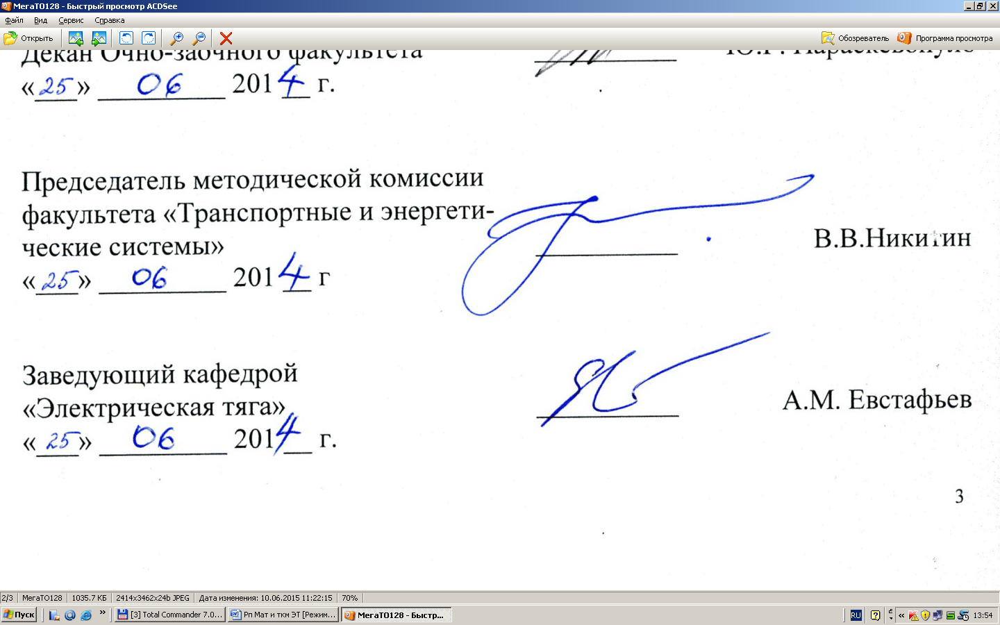 МегаТО128 - Быстрый просмотр ACDSee
Файл Вид Сервис Справка
Открыть Обозреватель Программа просмотра
Декан Очно-заочного факультета
«25» 06 2014 г.
Председатель методической комиссии
факультета «Транспортные и энергети-
ческие системы»
В.В.Никитин
«25» 06 2014 г
Заведующий кафедрой
«Электрическая тяга»
А.М. Евстафьев
«25» 06 2014 г.
3
2/3 МегаТО128 1035.7 КБ 2414x3462x24b JPEG Дата изменения: 10.06.2015 11:22:15 70%
Пуск » [3] Total Commander 7.0... Рп Мат и ткм ЭТ [Режим... МегаТО128 - Быстр... RU « 13:54